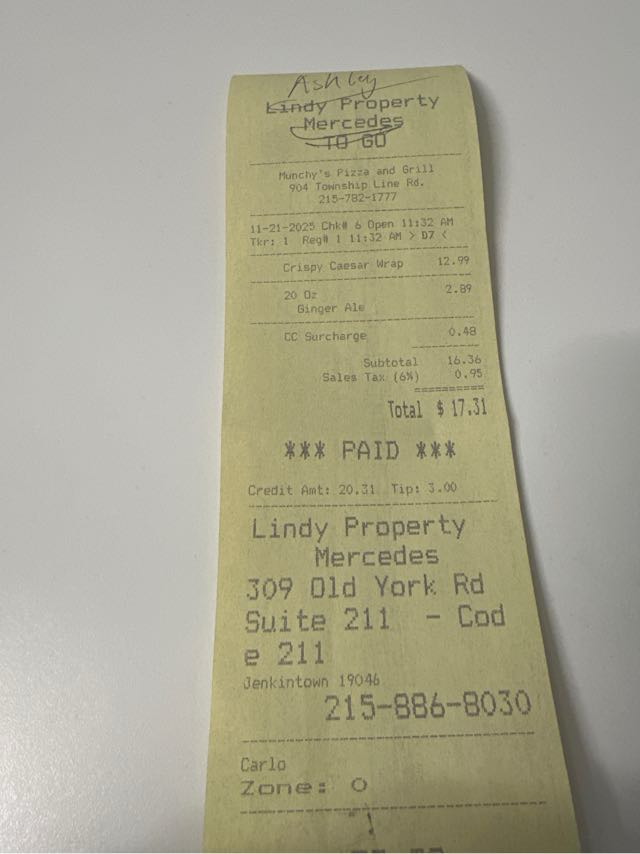 Ashley
Lindy Property
Mercedes
TO GO
Munchy's Pizza and Grill
904 Township Line Rd.
215-782-1777
11-21-2025 Chk# 6 Open 11:32 AM
Tkr: 1 Reg# 1 11:32 AM > D7 <
Crispy Caesar Wrap 12.99
20 Oz 2.89
Ginger Ale
CC Surcharge 0.48
Subtotal 16.36
Sales Tax (6%) 0.95
==========
Total $ 17.31
*** PAID ***
Credit Amt: 20.31 Tip: 3.00
Lindy Property
Mercedes
309 Old York Rd
Suite 211 - Cod
e 211
Jenkintown 19046
215-886-8030
Carlo
Zone: 0